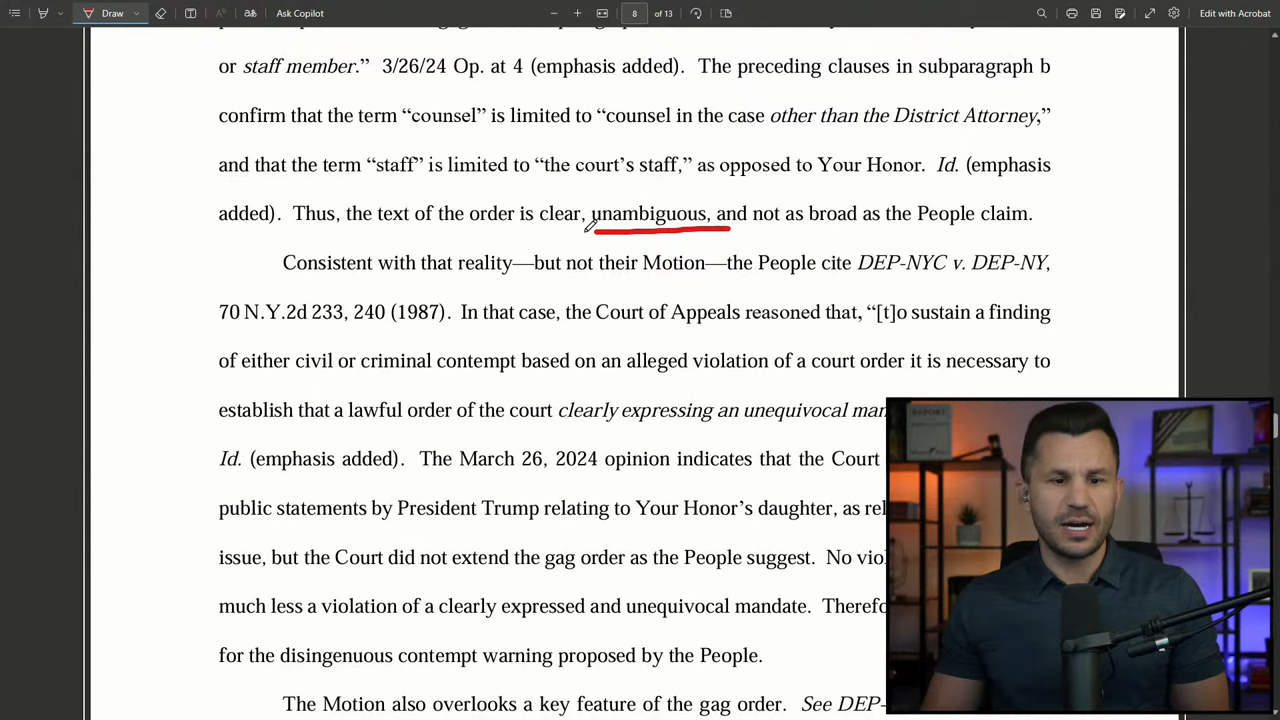 Draw
Ask Copilot
8 of 13
Edit with Acrobat
or staff member.” 3/26/24 Op. at 4 (emphasis added). The preceding clauses in subparagraph b
confirm that the term “counsel” is limited to “counsel in the case other than the District Attorney,”
and that the term “staff” is limited to “the court’s staff,” as opposed to Your Honor. Id. (emphasis
added). Thus, the text of the order is clear, unambiguous, and not as broad as the People claim.
Consistent with that reality—but not their Motion—the People cite DEP-NYC v. DEP-NY,
70 N.Y.2d 233, 240 (1987). In that case, the Court of Appeals reasoned that, “[t]o sustain a finding
of either civil or criminal contempt based on an alleged violation of a court order it is necessary to
establish that a lawful order of the court clearly expressing an unequivocal man
Id. (emphasis added). The March 26, 2024 opinion indicates that the Court
public statements by President Trump relating to Your Honor’s daughter, as rel
issue, but the Court did not extend the gag order as the People suggest. No viol
much less a violation of a clearly expressed and unequivocal mandate. Therefo
for the disingenuous contempt warning proposed by the People.
The Motion also overlooks a key feature of the gag order. See DEP-